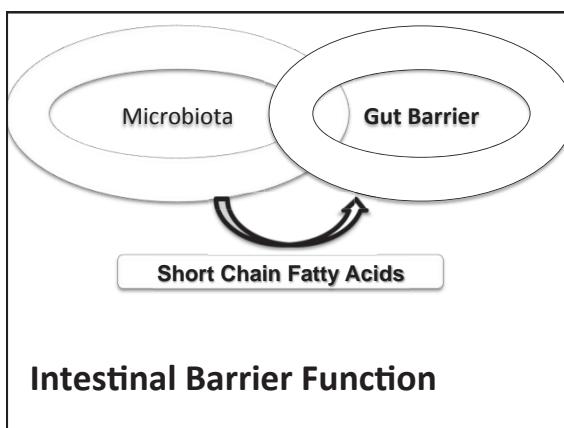 Microbiota
Gut Barrier
Short Chain Fatty Acids
Intestinal Barrier Function